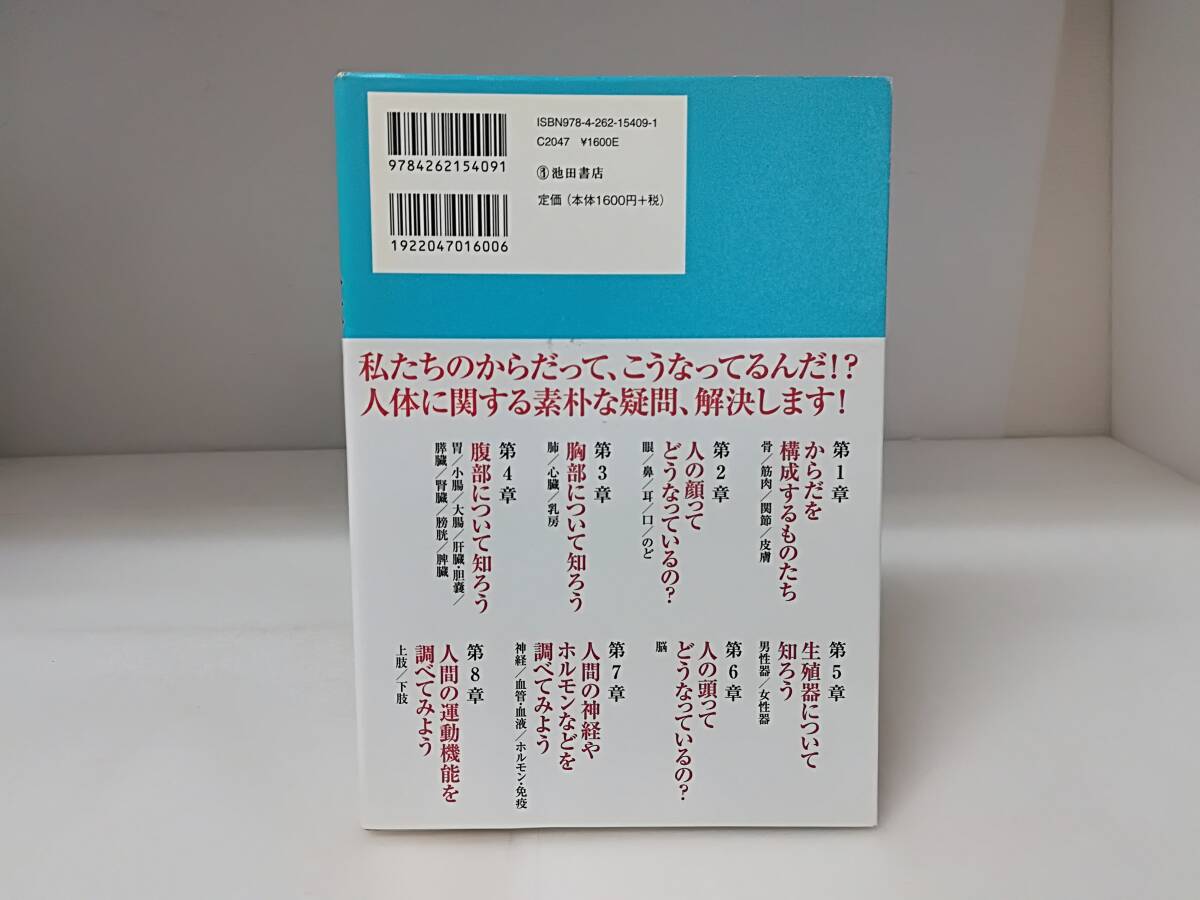 ISBN978-4-262-15409-1
C2047 ¥1600E
9784262154091
池田書店
定価（本体1600円+税）
1922047016006
私たちのからだって、こうなってるんだ!?
人体に関する素朴な疑問、解決します!
第1章
からだを
構成するものたち
骨／筋肉／関節／皮膚
第2章
人の顔って
どうなっているの?
眼／鼻／耳／口／のど
第3章
胸部について知ろう
肺／心臓／乳房
第4章
腹部について知ろう
胃／小腸／大腸／肝臓・胆嚢／
膵臓／腎臓／膀胱／脾臓
第5章
生殖器について
知ろう
男性器／女性器
第6章
人の頭って
どうなっているの?
脳
第7章
人間の神経や
ホルモンなどを
調べてみよう
神経／血管・血液／ホルモン・免疫
第8章
人間の運動機能を
調べてみよう
上肢／下肢